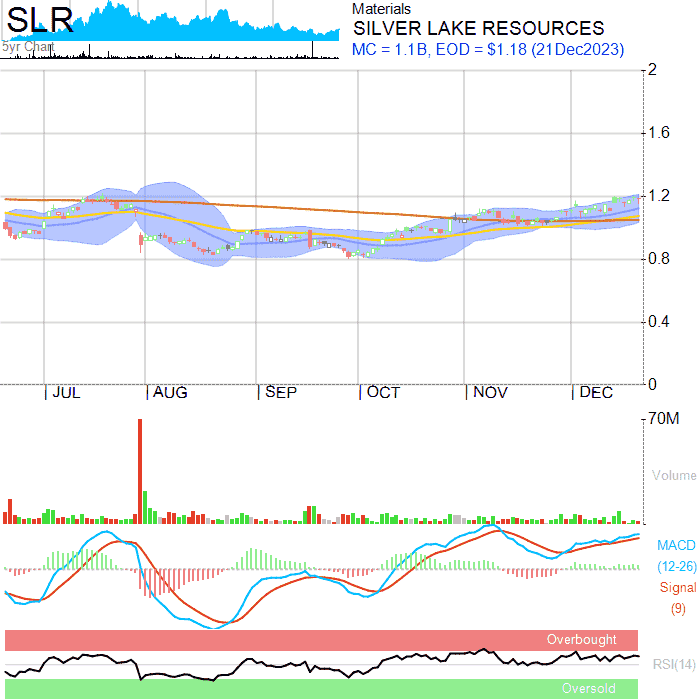 SLR
5yr Chart
Materials
SILVER LAKE RESOURCES
MC = 1.1B, EOD = $1.18 (21Dec2023)
2
1.6
1.2
0.8
0.4
0
JUL AUG SEP OCT NOV DEC
70M
Volume
MACD
(12-26)
Signal
(9)
Overbought
RSI(14)
Oversold